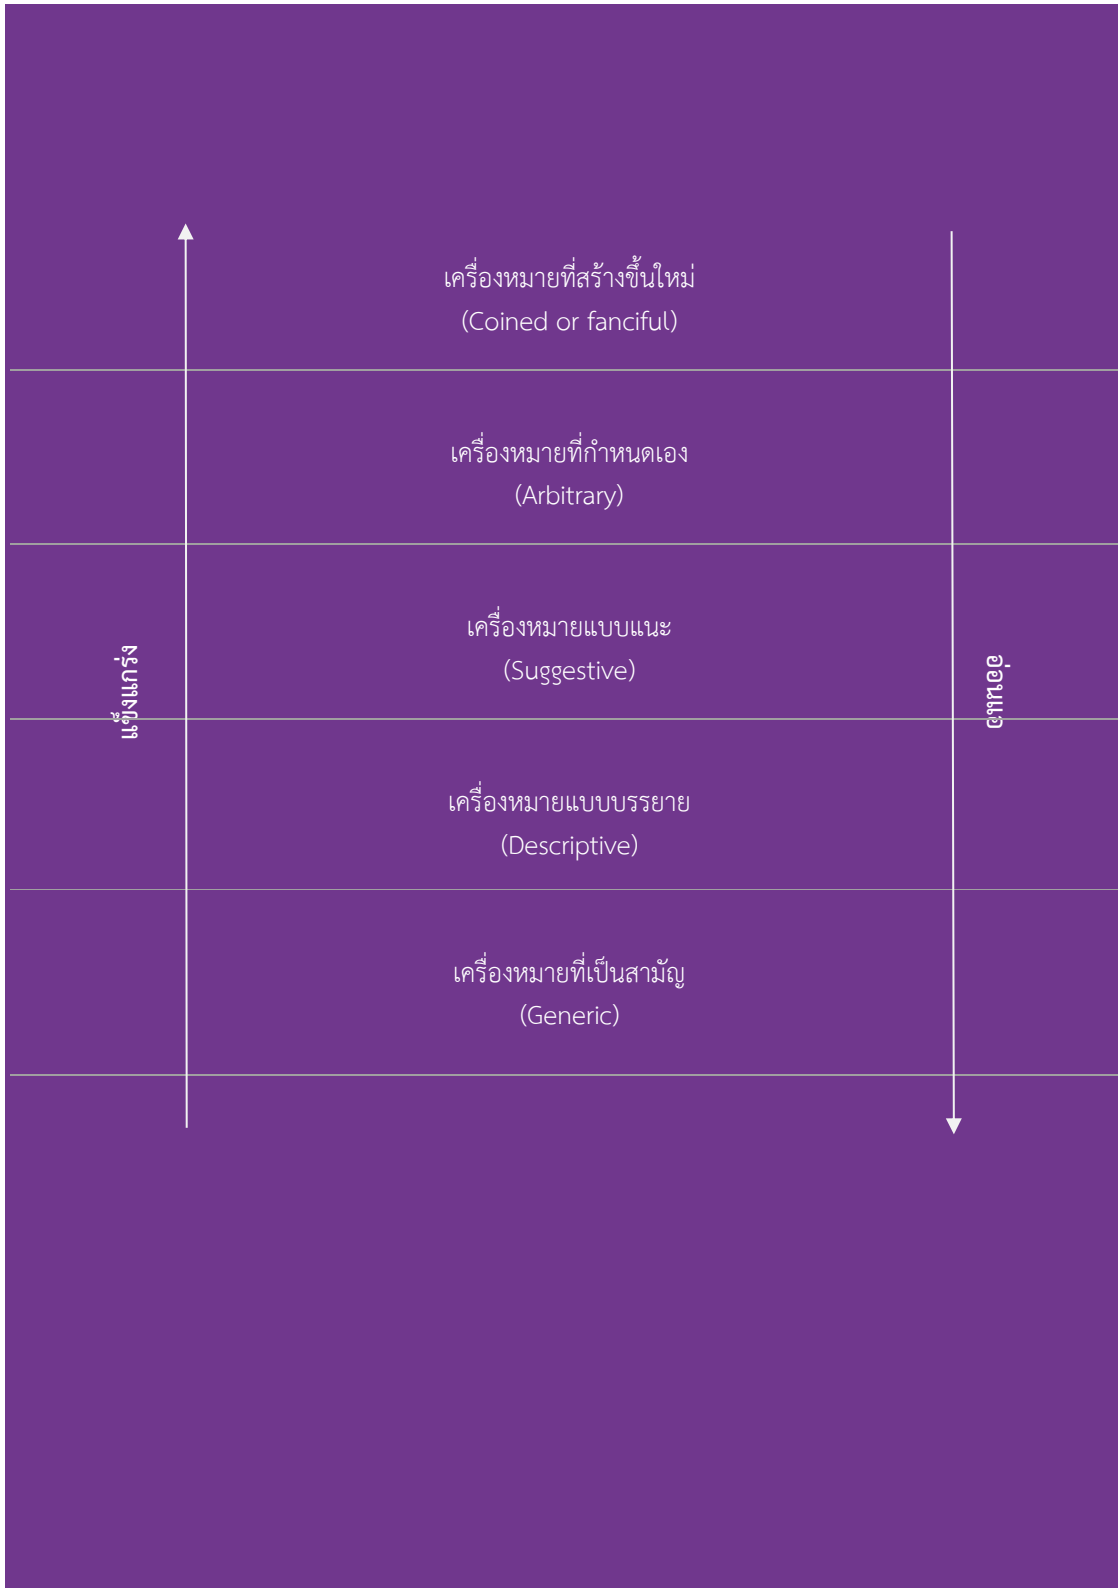 เครื่องหมายที่สร้างขึ้นใหม่
(Coined or fanciful)
เครื่องหมายที่กำหนดเอง
(Arbitrary)
เครื่องหมายแบบแนะ
(Suggestive)
แข็งแกร่ง
อ่อนแอ
เครื่องหมายแบบบรรยาย
(Descriptive)
เครื่องหมายที่เป็นสามัญ
(Generic)